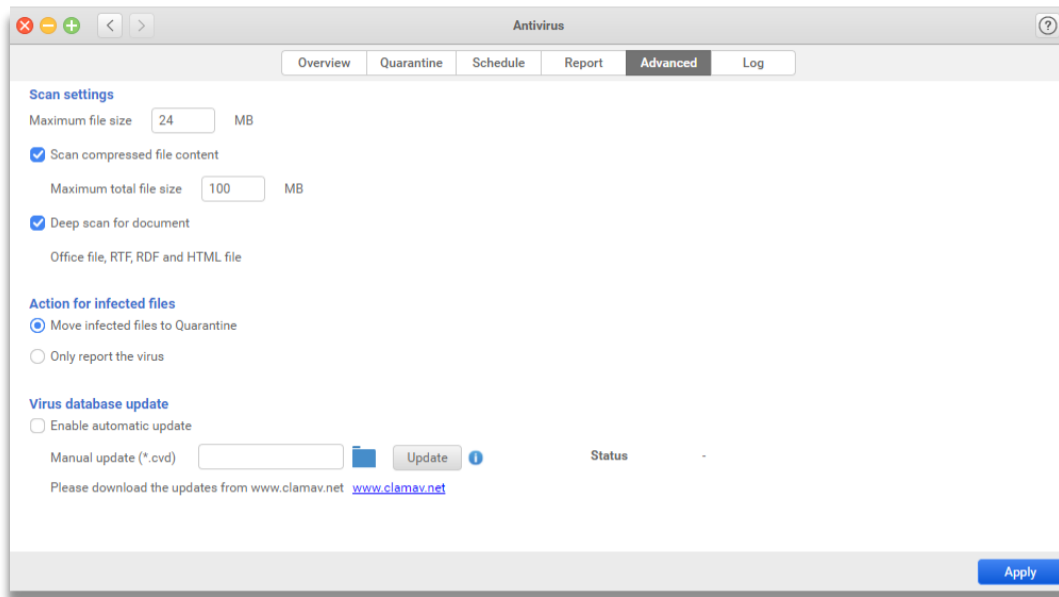 Antivirus
?
Overview Quarantine Schedule Report Advanced Log
Scan settings
Maximum file size 24 MB
Scan compressed file content
Maximum total file size 100 MB
Deep scan for document
Office file, RTF, RDF and HTML file
Action for infected files
Move infected files to Quarantine
Only report the virus
Virus database update
Enable automatic update
Manual update (*.cvd) Update i Status -
Please download the updates from www.clamav.net www.clamav.net
Apply